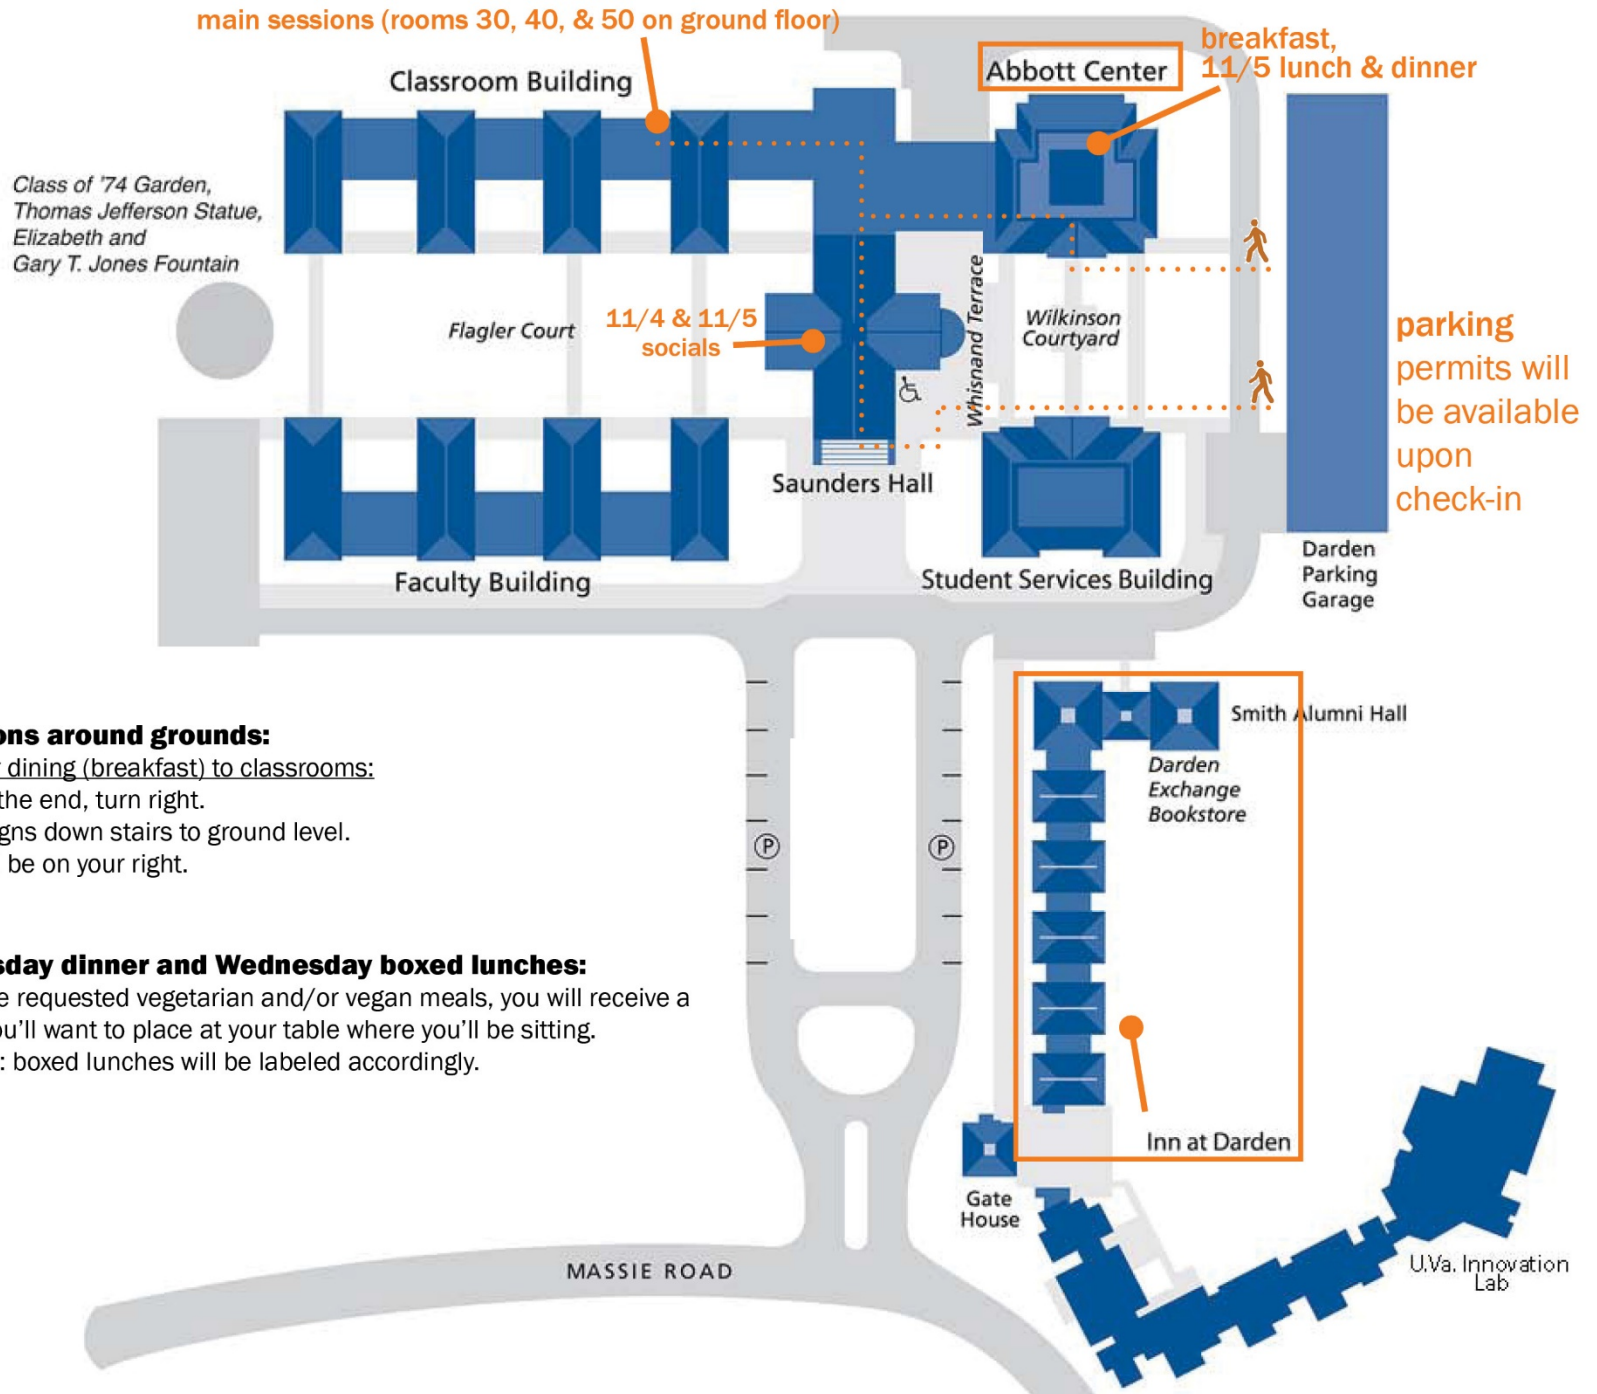 main sessions (rooms 30, 40, & 50 on ground floor)
Classroom Building
Abbott Center
breakfast,
11/5 lunch & dinner
Class of '74 Garden,
Thomas Jefferson Statue,
Elizabeth and
Gary T. Jones Fountain
Flagler Court
11/4 & 11/5
socials
Whisnand Terrace
Wilkinson
Courtyard
parking
permits will
be available
upon
check-in
Saunders Hall
Faculty Building
Student Services Building
Darden
Parking
Garage
ons around grounds:
dining (breakfast) to classrooms:
the end, turn right.
gns down stairs to ground level.
be on your right.
Smith Alumni Hall
Darden
Exchange
Bookstore
P
P
sday dinner and Wednesday boxed lunches:
e requested vegetarian and/or vegan meals, you will receive a
ou'll want to place at your table where you'll be sitting.
: boxed lunches will be labeled accordingly.
Inn at Darden
Gate
House
MASSIE ROAD
U.Va. Innovation
Lab